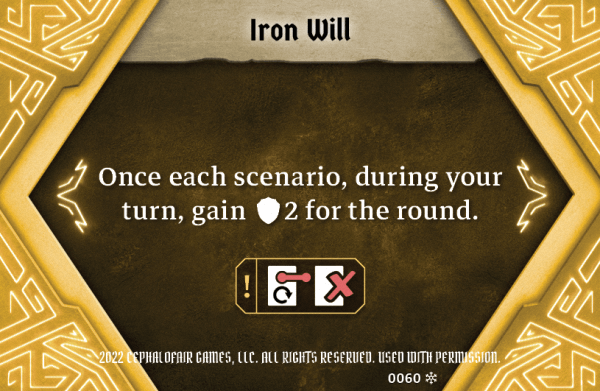 Iron Will
Once each scenario, during your
turn, gain 2 for the round.
!
2022 CEPHALOFAIR GAMES, LLC. ALL RIGHTS RESERVED. USED WITH PERMISSION.
0060